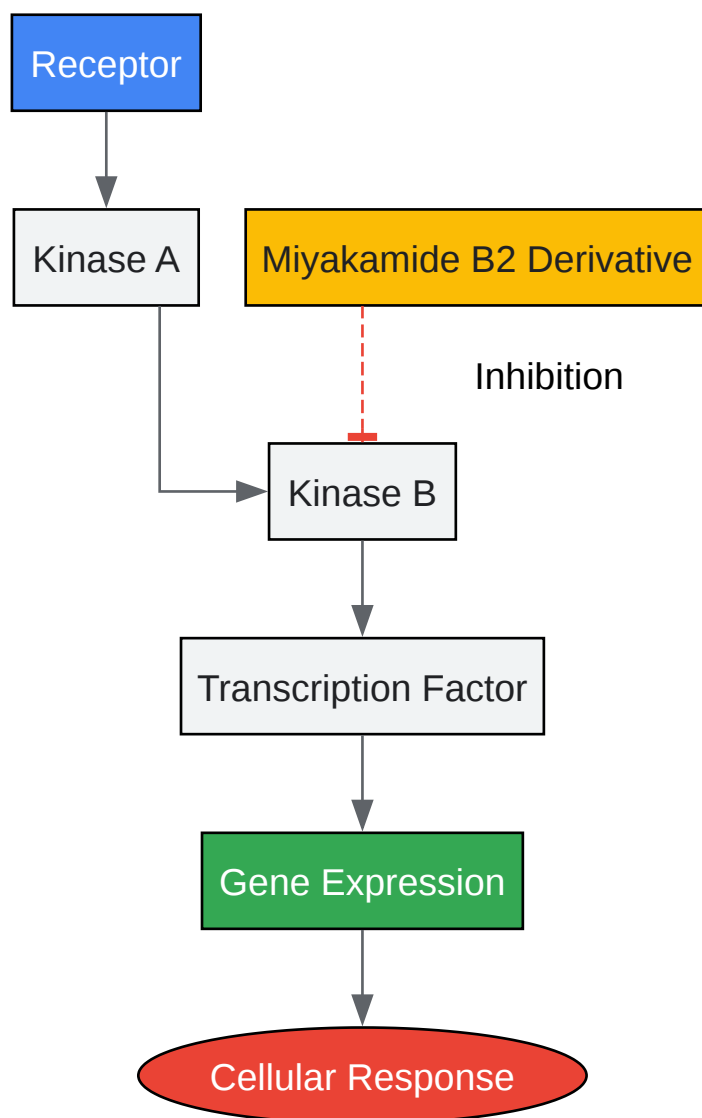 Receptor
Kinase A
Miyakamide B2 Derivative
Inhibition
Kinase B
Transcription Factor
Gene Expression
Cellular Response